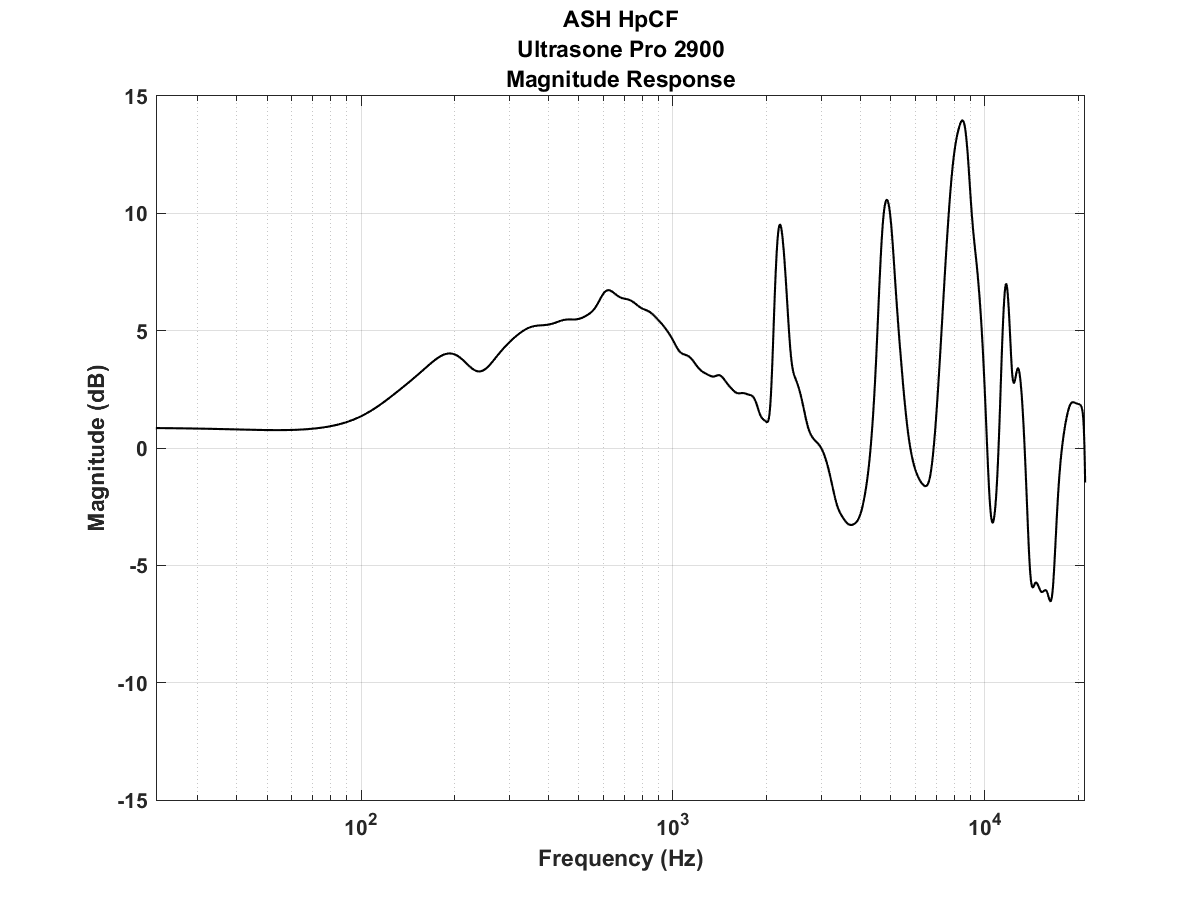 ASH HpCF
Ultrasone Pro 2900
Magnitude Response
15
10
5
0
-5
-10
-15
Magnitude (dB)
10²
10³
10⁴
Frequency (Hz)